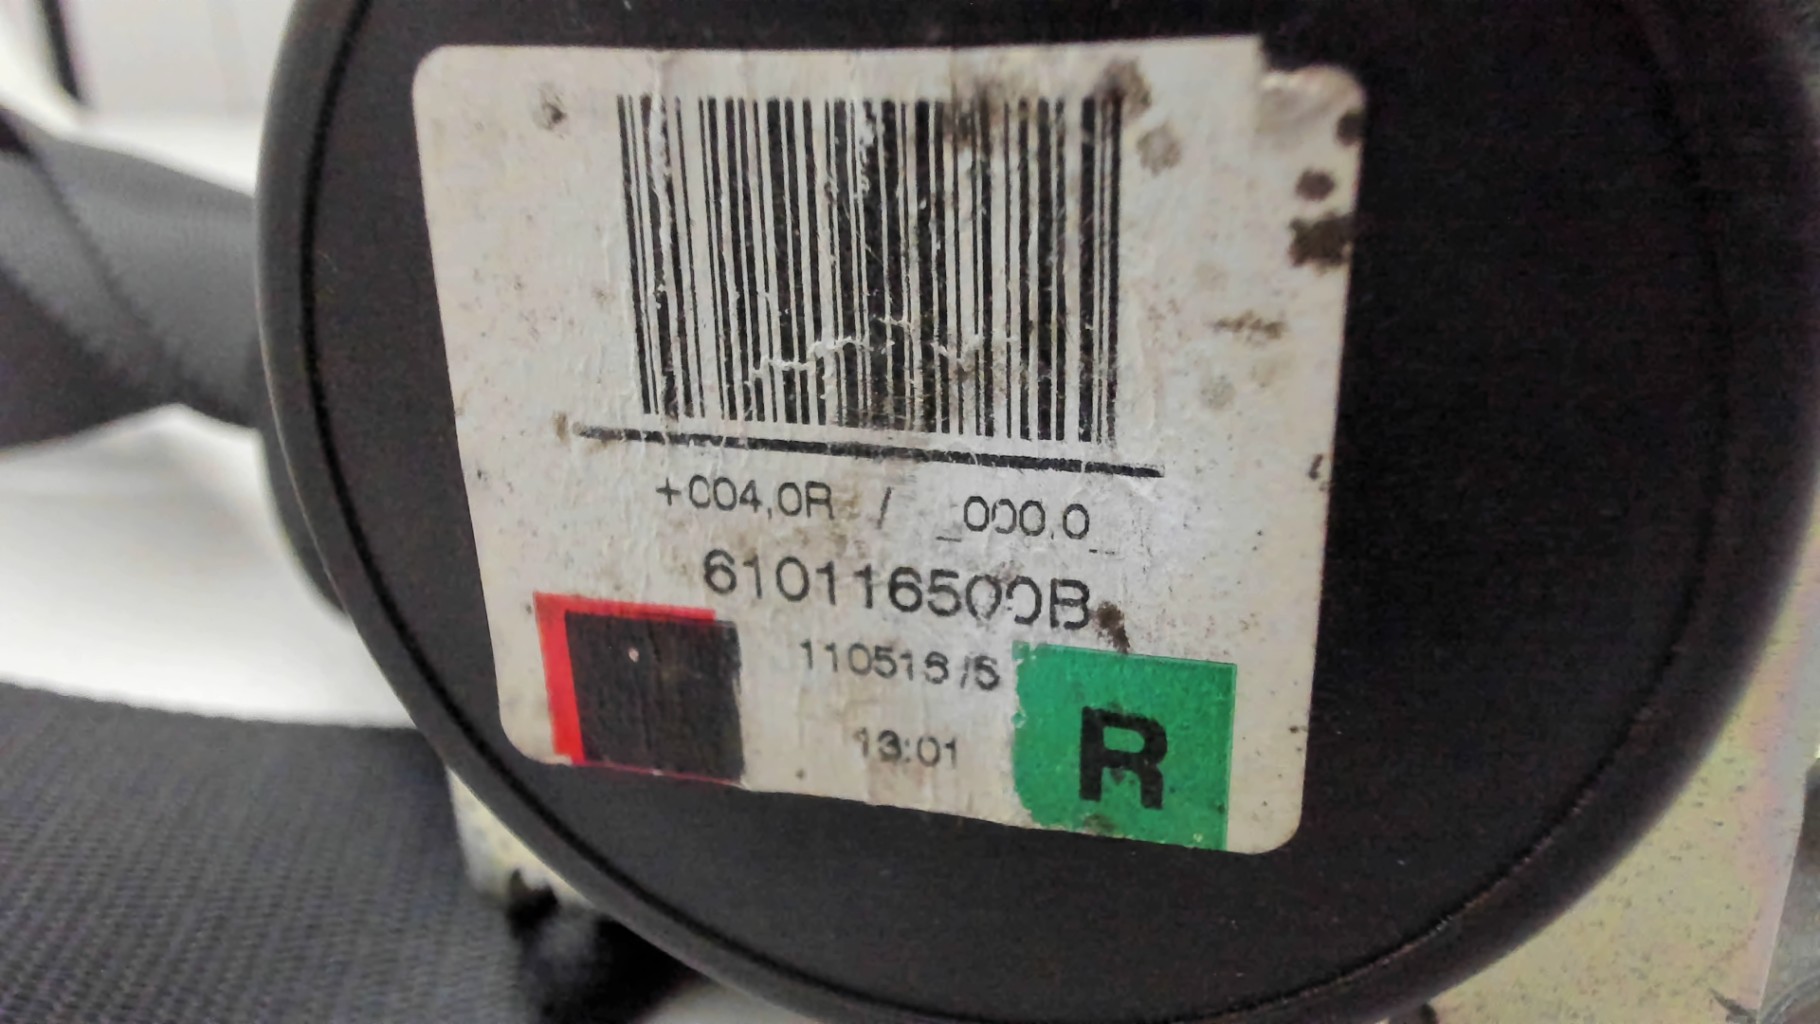 +004,0R / _000.0_
610116500B
110516/5
13:01
R